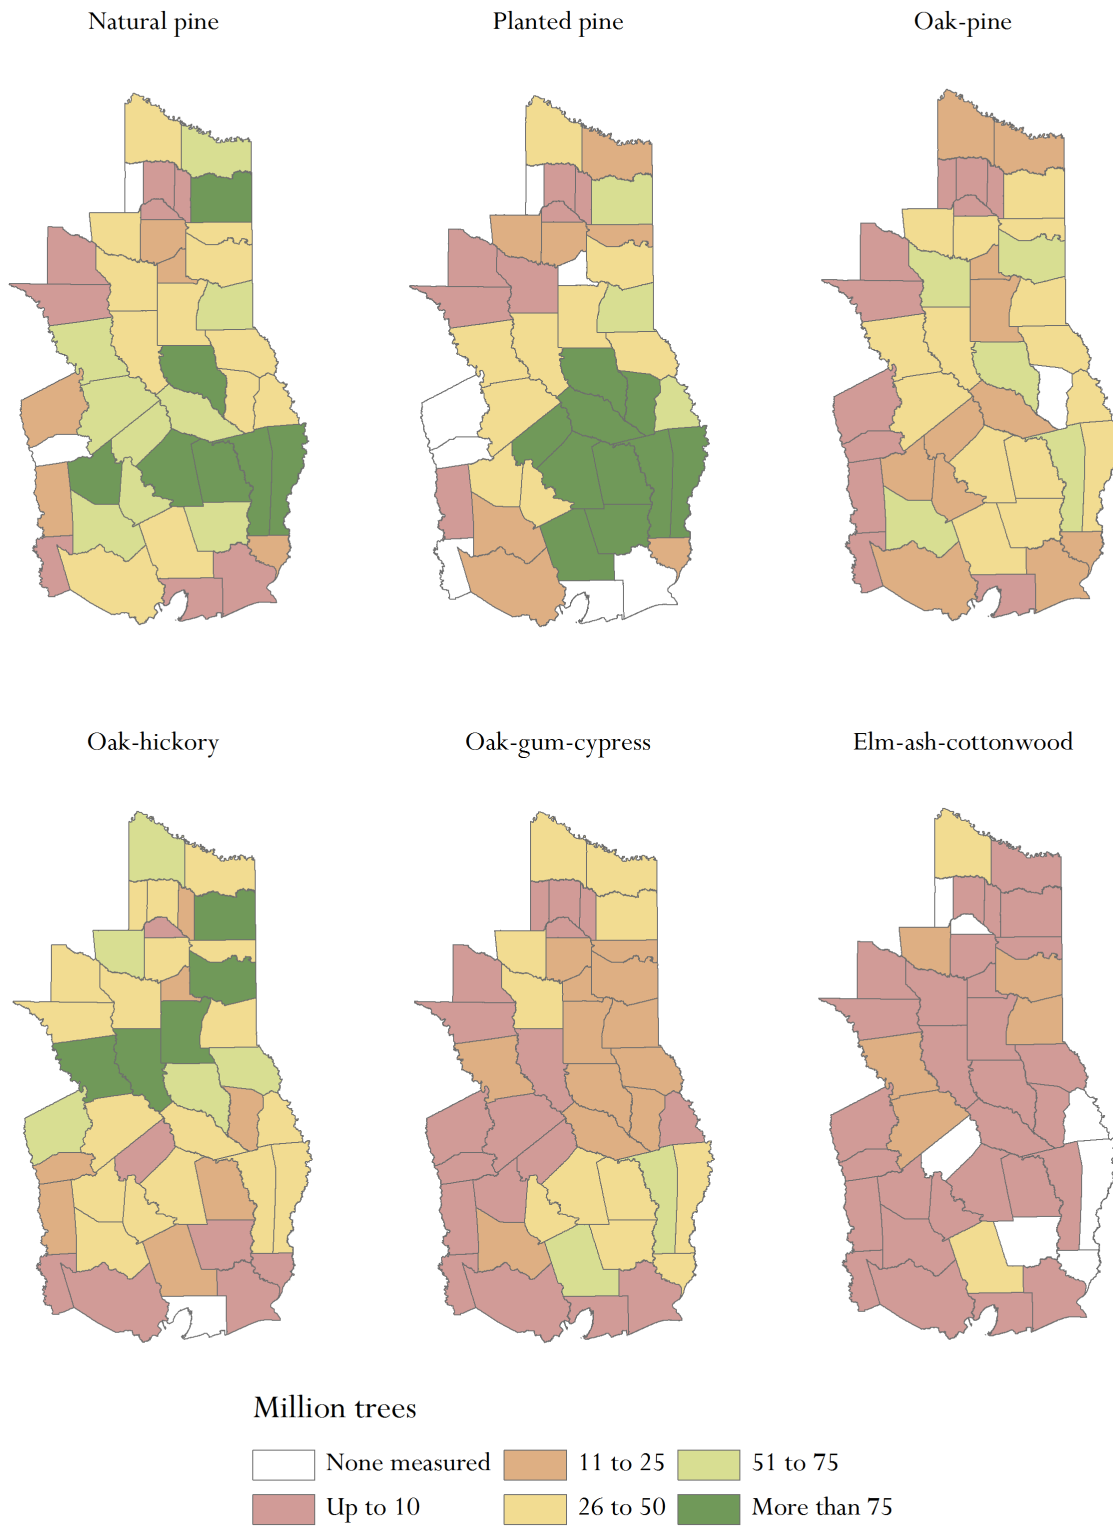 Natural pine
Planted pine
Oak-pine
Oak-hickory
Oak-gum-cypress
Elm-ash-cottonwood
Million trees
None measured
11 to 25
51 to 75
Up to 10
26 to 50
More than 75